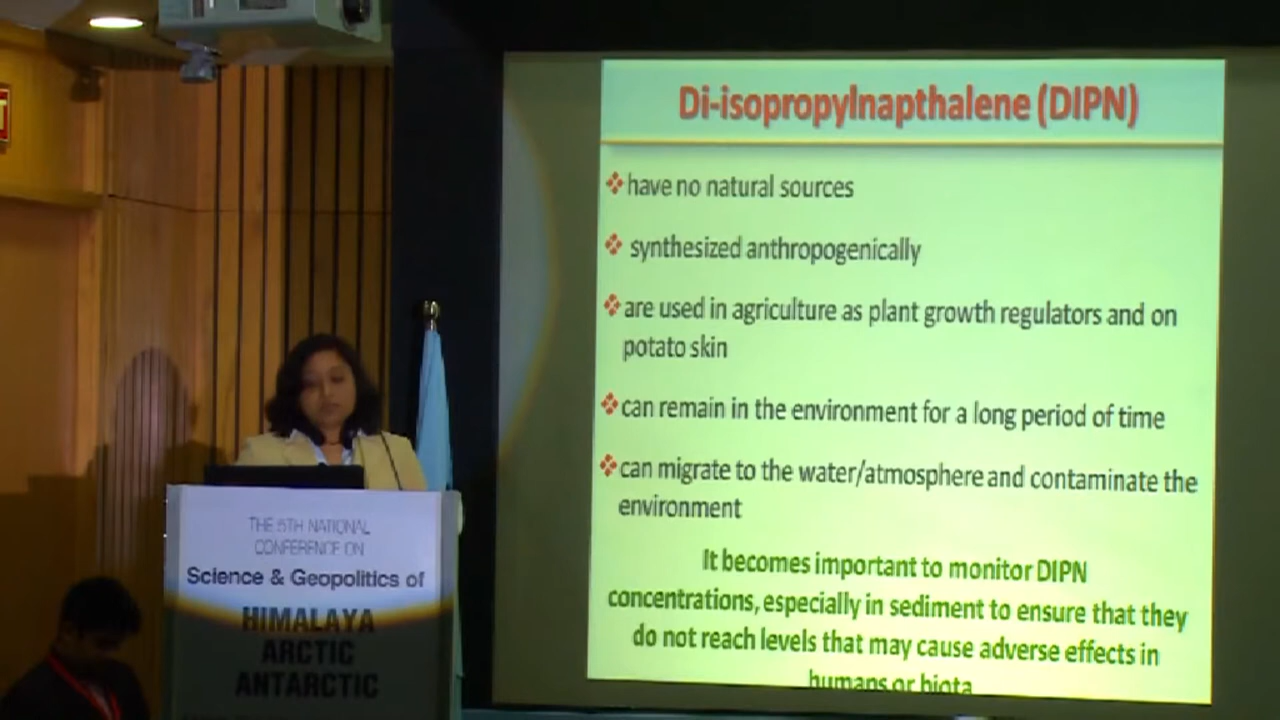 Di-isopropylnapthalene (DIPN)
have no natural sources
synthesized anthropogenically
are used in agriculture as plant growth regulators and on
potato skin
can remain in the environment for a long period of time
can migrate to the water/atmosphere and contaminate the
environment
It becomes important to monitor DIPN
concentrations, especially in sediment to ensure that they
do not reach levels that may cause adverse effects in
humans or biota
THE 5TH NATIONAL
CONFERENCE ON
Science & Geopolitics of
HIMALAYA
ARCTIC
ANTARCTIC